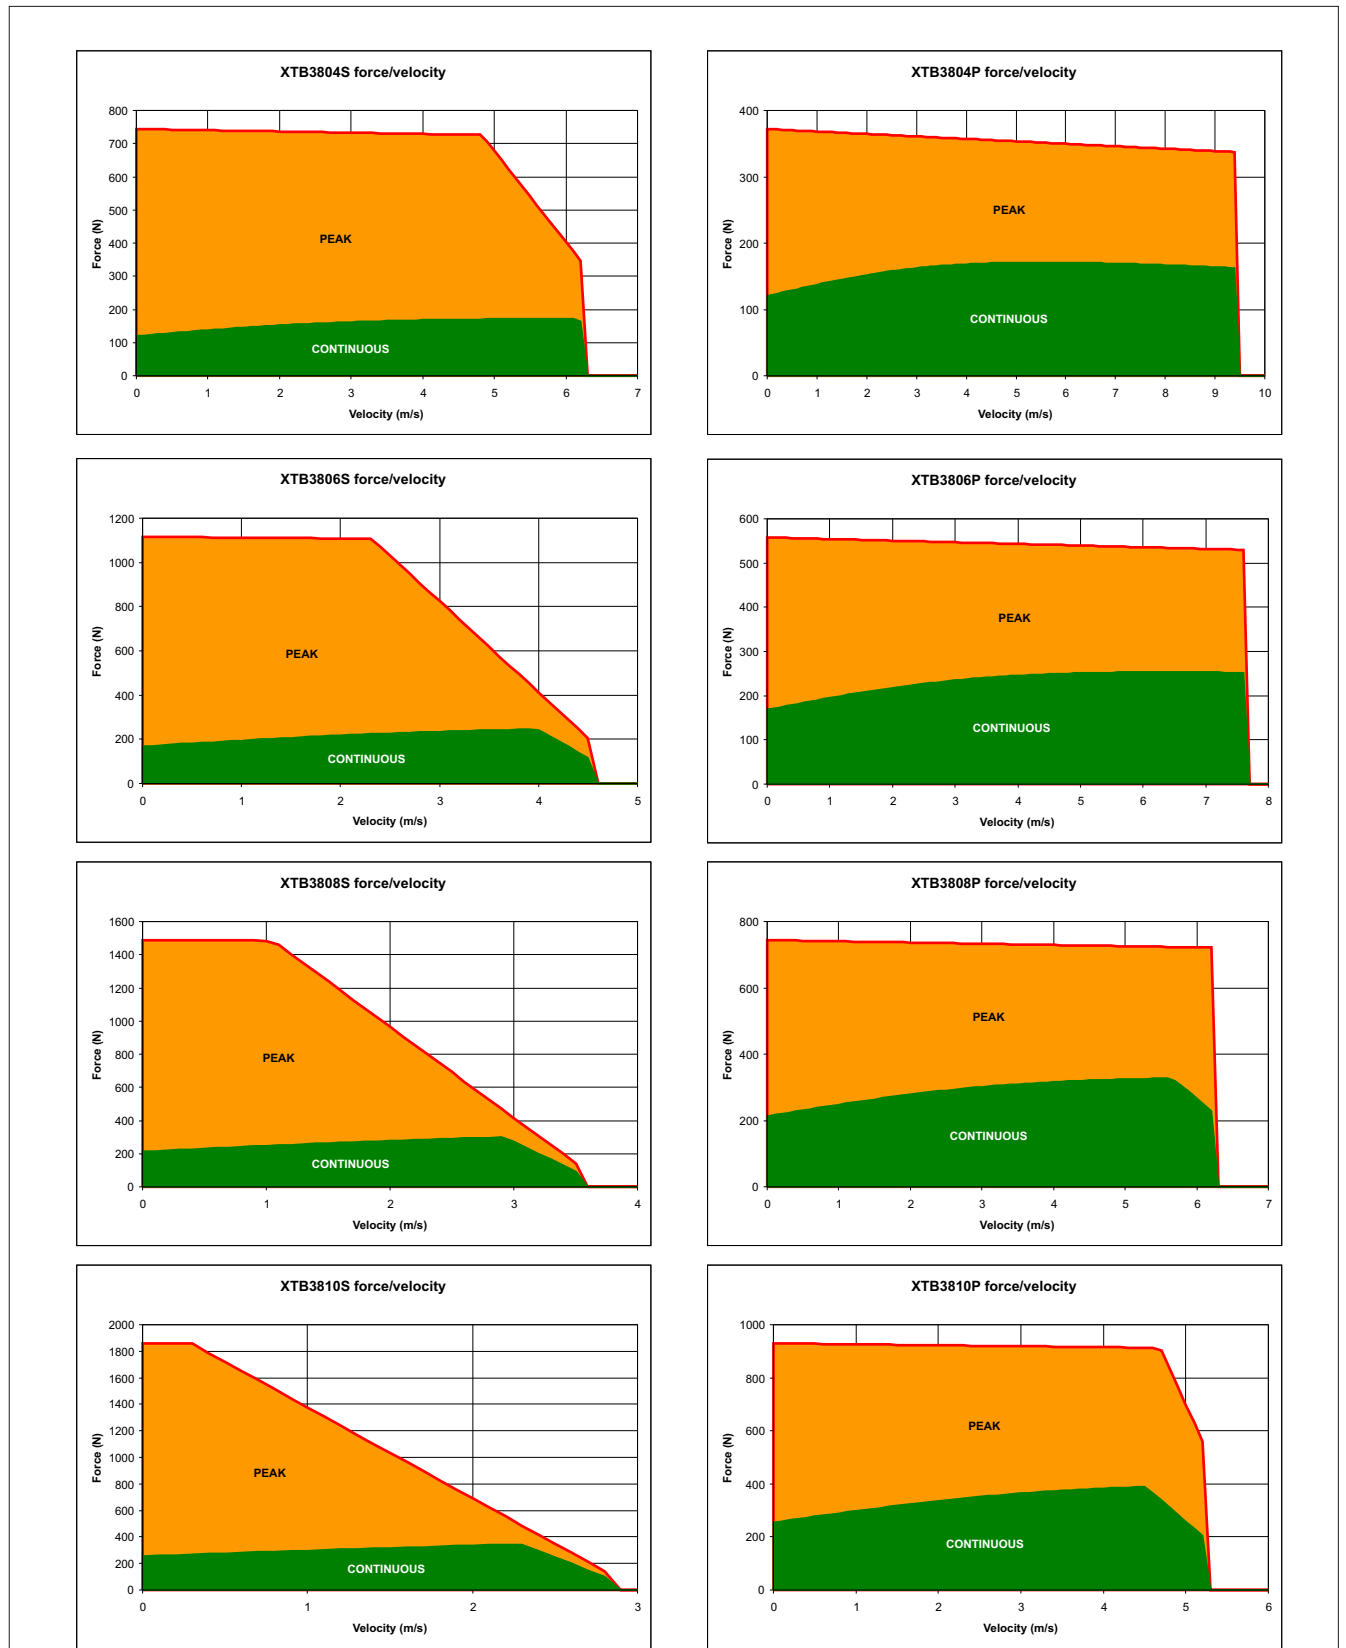 XTB3804S force/velocity
800
700
600
500
400
300
200
100
0
Force (N)
PEAK
CONTINUOUS
0 1 2 3 4 5 6 7
Velocity (m/s)
XTB3804P force/velocity
400
300
200
100
0
Force (N)
PEAK
CONTINUOUS
0 1 2 3 4 5 6 7 8 9 10
Velocity (m/s)
XTB3806S force/velocity
1200
1000
800
600
400
200
0
Force (N)
PEAK
CONTINUOUS
0 1 2 3 4 5
Velocity (m/s)
XTB3806P force/velocity
600
500
400
300
200
100
0
Force (N)
PEAK
CONTINUOUS
0 1 2 3 4 5 6 7 8
Velocity (m/s)
XTB3808S force/velocity
1600
1400
1200
1000
800
600
400
200
0
Force (N)
PEAK
CONTINUOUS
0 1 2 3 4
Velocity (m/s)
XTB3808P force/velocity
800
600
400
200
0
Force (N)
PEAK
CONTINUOUS
0 1 2 3 4 5 6 7
Velocity (m/s)
XTB3810S force/velocity
2000
1800
1600
1400
1200
1000
800
600
400
200
0
Force (N)
PEAK
CONTINUOUS
0 1 2 3
Velocity (m/s)
XTB3810P force/velocity
1000
800
600
400
200
0
Force (N)
PEAK
CONTINUOUS
0 1 2 3 4 5 6
Velocity (m/s)